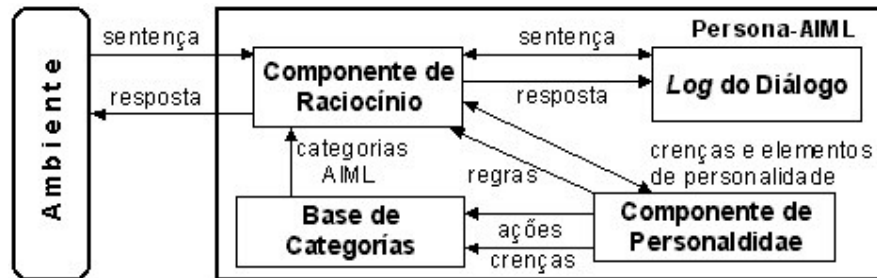 Ambiente
sentença
resposta
Persona-AIML
Componente de
Raciocínio
sentença
resposta
Log do Diálogo
categorias
AIML
regras
crenças e elementos
de personalidade
Base de
Categorías
ações
crenças
Componente de
Personaldidae